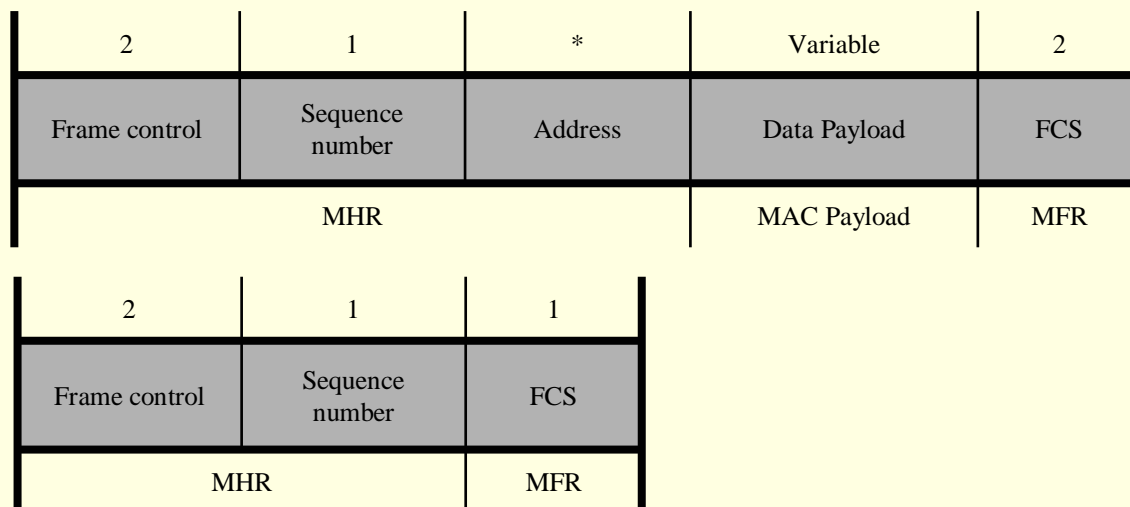 2 1 * Variable 2
Frame control Sequence number Address Data Payload FCS
MHR MAC Payload MFR
2 1 1
Frame control Sequence number FCS
MHR MFR